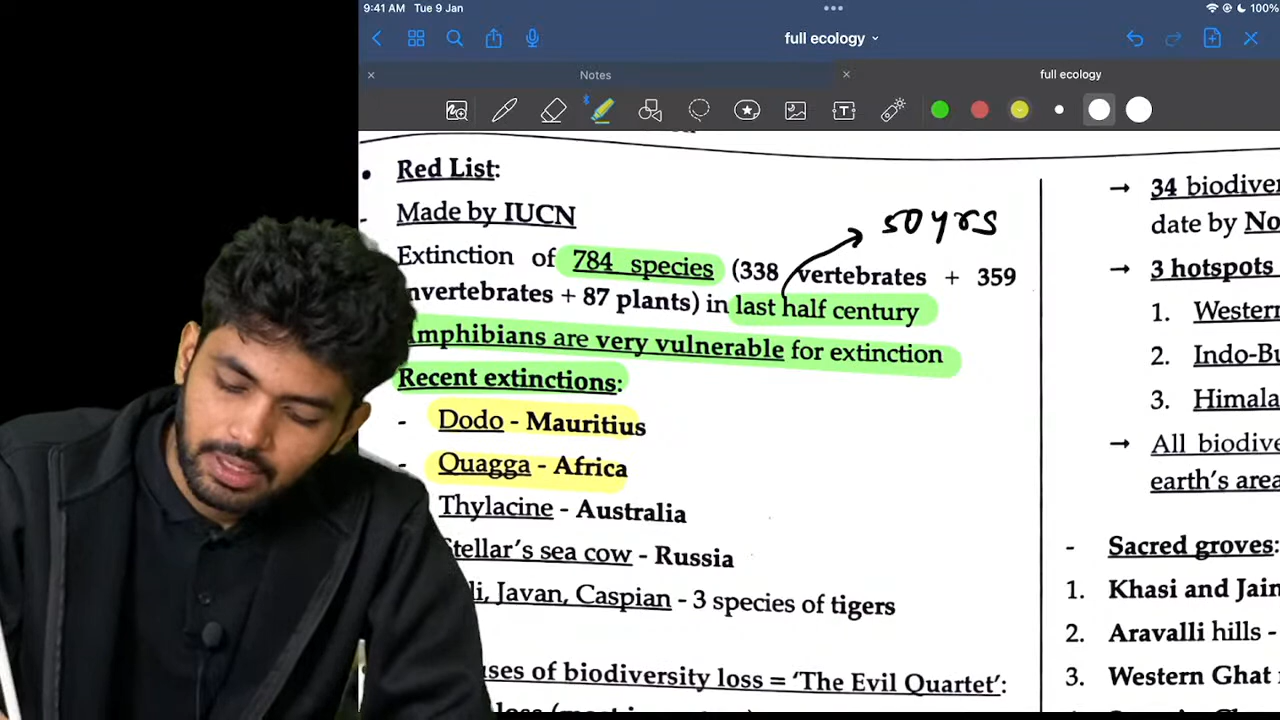 9:41 AM Tue 9 Jan
100%
full ecology
Notes
full ecology
Red List:
- Made by IUCN
50 yrs
Extinction of 784 species (338 vertebrates + 359
nvertebrates + 87 plants) in last half century
mphibians are very vulnerable for extinction
Recent extinctions:
- Dodo - Mauritius
- Quagga - Africa
Thylacine - Australia
Stellar's sea cow - Russia
li, Javan, Caspian - 3 species of tigers
uses of biodiversity loss = 'The Evil Quartet':
→ 34 biodiver
date by No
→ 3 hotspots
1. Western
2. Indo-Bu
3. Himala
→ All biodive
earth's area
- Sacred groves:
1. Khasi and Jain
2. Aravalli hills -
3. Western Ghat